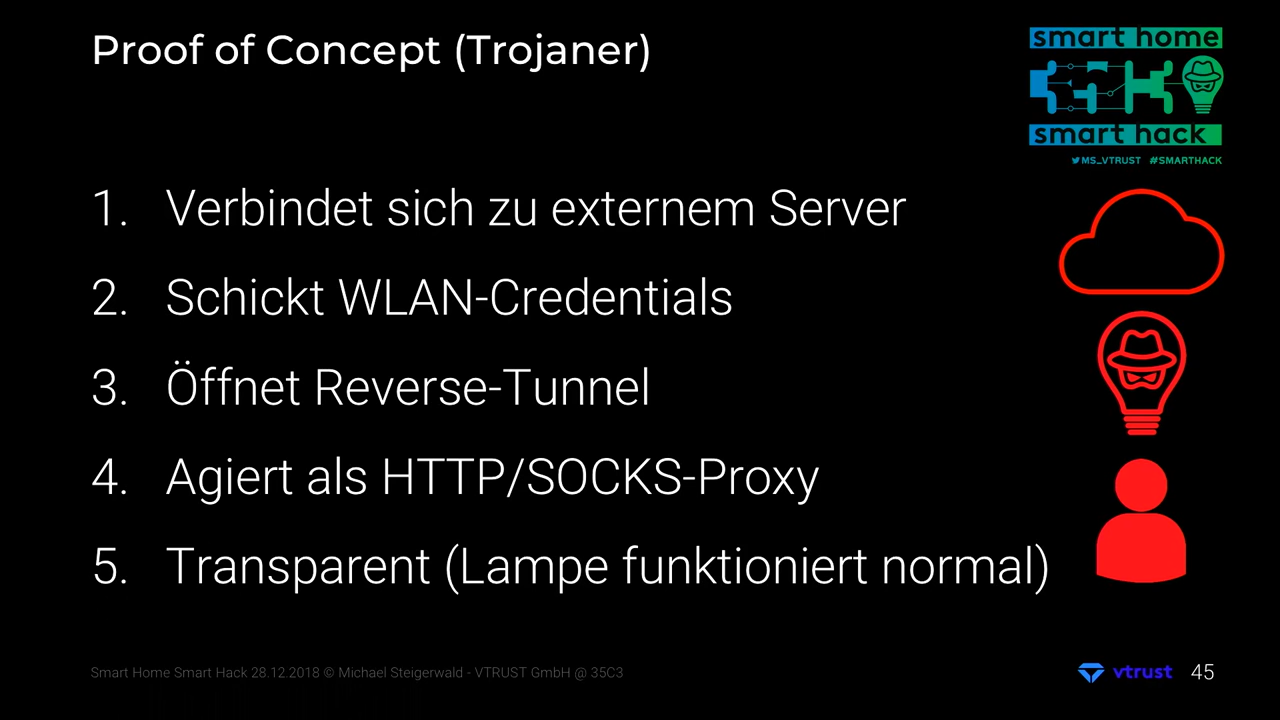 Proof of Concept (Trojaner)
smart home
35C3
smart hack
MS_VTRUST #SMARTHACK
1. Verbindet sich zu externem Server
2. Schickt WLAN-Credentials
3. Öffnet Reverse-Tunnel
4. Agiert als HTTP/SOCKS-Proxy
5. Transparent (Lampe funktioniert normal)
Smart Home Smart Hack 28.12.2018 © Michael Steigerwald - VTRUST GmbH @ 35C3
vtrust 45